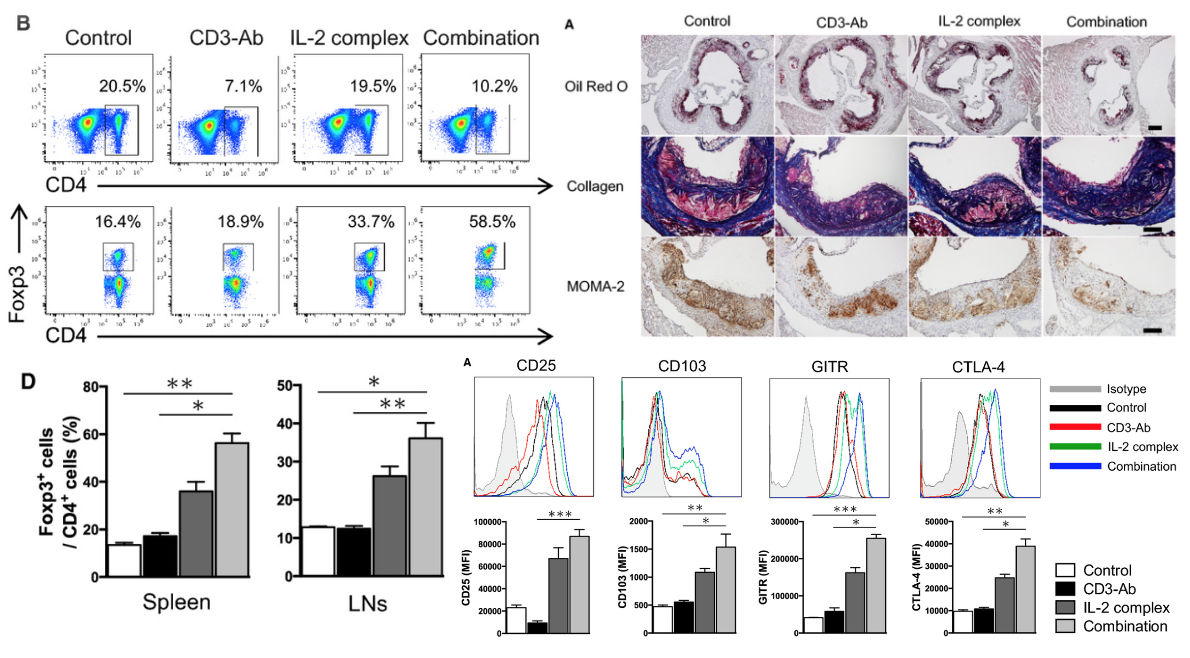 B
Control CD3-Ab IL-2 complex Combination
20.5% 7.1% 19.5% 10.2%
CD4
16.4% 18.9% 33.7% 58.5%
Foxp3
CD4
A
Control CD3-Ab IL-2 complex Combination
Oil Red O
Collagen
MOMA-2
D
Foxp3⁺ cells
/ CD4⁺ cells (%)
80
60
40
20
0
** 
*
Spleen
50
40
30
20
10
0
*
**
LNs
A
CD25 CD103 GITR CTLA-4
Isotype
Control
CD3-Ab
IL-2 complex
Combination
CD25 (MFI)
100000
80000
60000
40000
20000
0
***
CD103 (MFI)
2000
1500
1000
500
0
**
*
GITR (MFI)
300000
200000
100000
0
***
*
CTLA-4 (MFI)
50000
40000
30000
20000
10000
0
**
*
Control
CD3-Ab
IL-2 complex
Combination